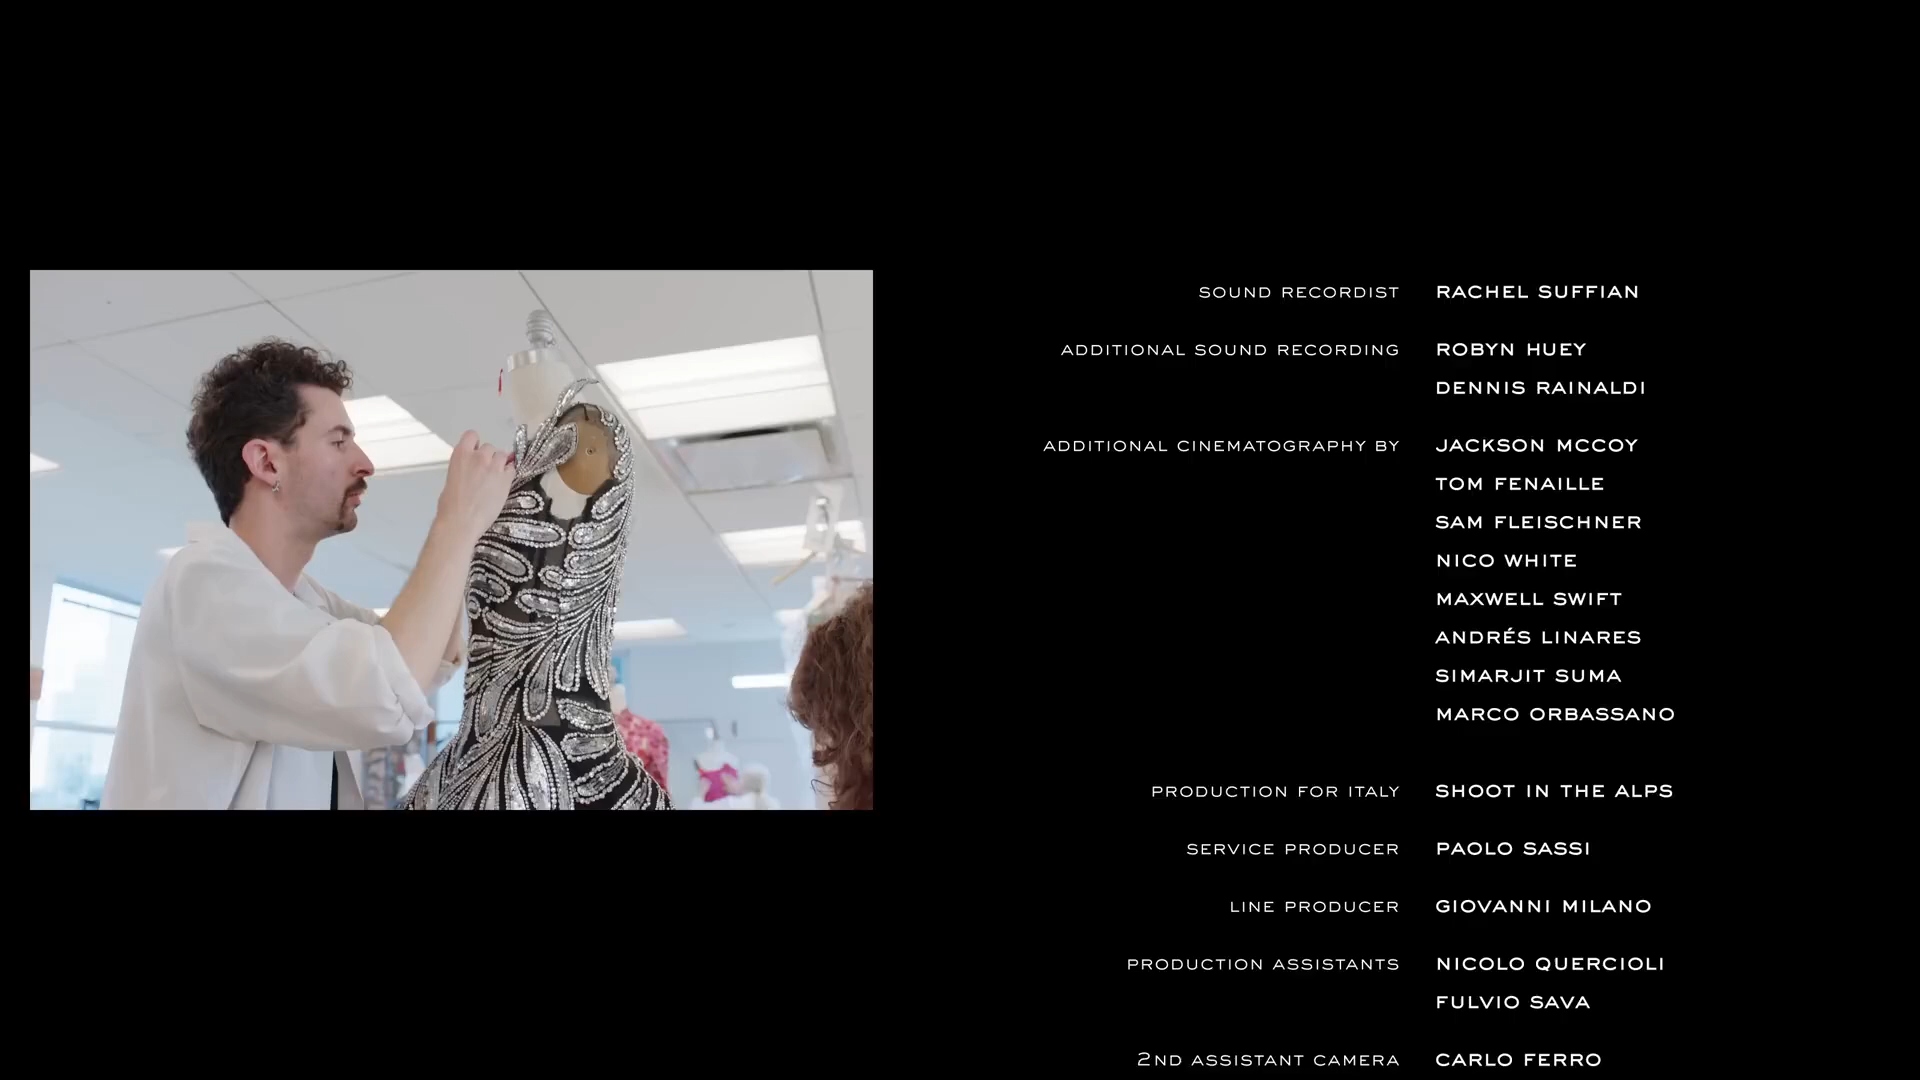 SOUND RECORDIST RACHEL SUFFIAN
ADDITIONAL SOUND RECORDING ROBYN HUEY
DENNIS RAINALDI
ADDITIONAL CINEMATOGRAPHY BY JACKSON MCCOY
TOM FENAILLE
SAM FLEISCHNER
NICO WHITE
MAXWELL SWIFT
ANDRÉS LINARES
SIMARJIT SUMA
MARCO ORBASSANO
PRODUCTION FOR ITALY SHOOT IN THE ALPS
SERVICE PRODUCER PAOLO SASSI
LINE PRODUCER GIOVANNI MILANO
PRODUCTION ASSISTANTS NICOLO QUERCIOLI
FULVIO SAVA
2ND ASSISTANT CAMERA CARLO FERRO